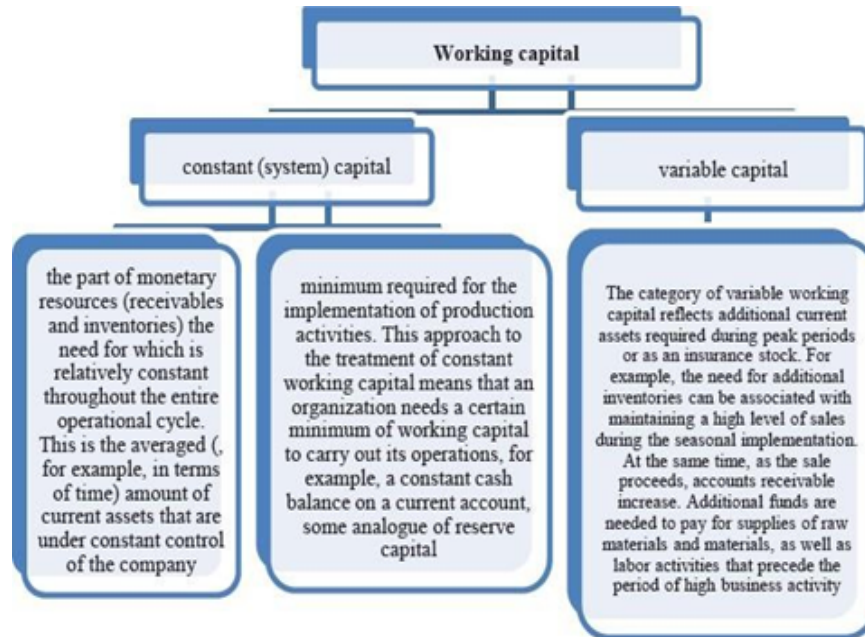 Working capital
constant (system) capital
variable capital
the part of monetary
resources (receivables
and inventories) the
need for which is
relatively constant
throughout the entire
operational cycle.
This is the averaged (,
for example, in terms
of time) amount of
current assets that are
under constant control
of the company
minimum required for the
implementation of production
activities. This approach to
the treatment of constant
working capital means that an
organization needs a certain
minimum of working capital
to carry out its operations, for
example, a constant cash
balance on a current account,
some analogue of reserve
capital
The category of variable working
capital reflects additional current
assets required during peak periods
or as an insurance stock. For
example, the need for additional
inventories can be associated with
maintaining a high level of sales
during the seasonal implementation.
At the same time, as the sale
proceeds, accounts receivable
increase. Additional funds are
needed to pay for supplies of raw
materials and materials, as well as
labor activities that precede the
period of high business activity